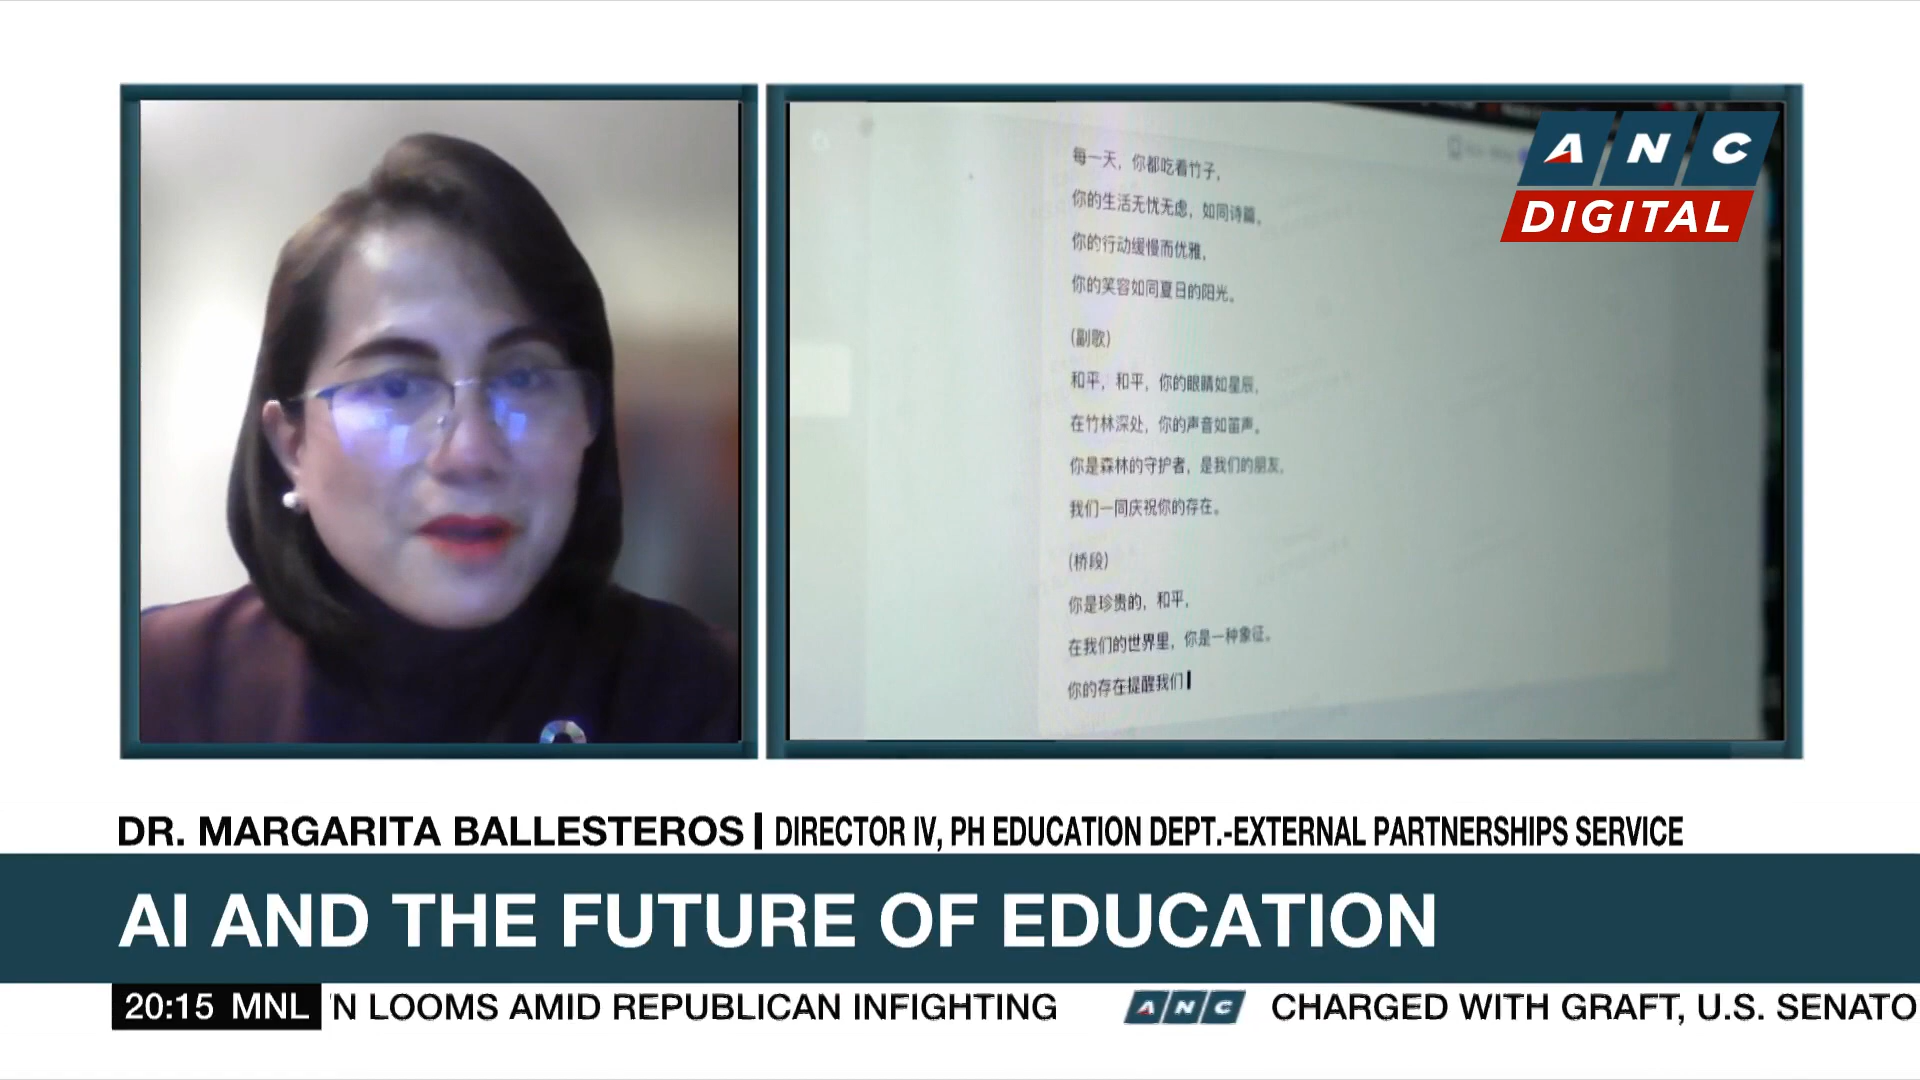 ANC
DIGITAL
每一天，你都吃着竹子，
你的生活无忧无虑，如同诗篇。
你的行动缓慢而优雅，
你的笑容如同夏日的阳光。
(副歌)
和平，和平，你的眼睛如星辰，
在竹林深处，你的声音如笛声。
你是森林的守护者，是我们的朋友，
我们一同庆祝你的存在。
(桥段)
你是珍贵的，和平，
在我们的世界里，你是一种象征。
你的存在提醒我们
DR. MARGARITA BALLESTEROS | DIRECTOR IV, PH EDUCATION DEPT.-EXTERNAL PARTNERSHIPS SERVICE
AI AND THE FUTURE OF EDUCATION
20:15 MNL 'N LOOMS AMID REPUBLICAN INFIGHTING ANC CHARGED WITH GRAFT, U.S. SENATO